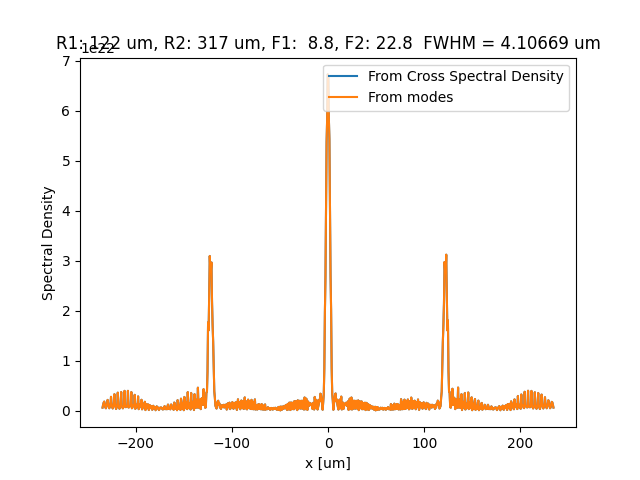 R1: 122 um, R2: 317 um, F1:  8.8, F2: 22.8  FWHM = 4.10669 um
1e22
From Cross Spectral Density
From modes
7
6
5
4
3
2
1
0
Spectral Density
−200
−100
0
100
200
x [um]